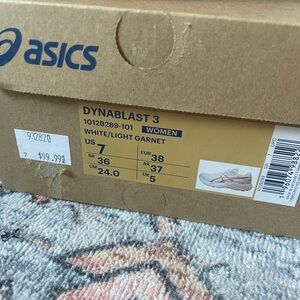 asics
DYNABLAST 3
1012B289-101 WOMEN
WHITE/LIGHT GARNET
US 7 EUR 38
BR 36 AR 37
CM 24.0 UK 5
932820
7 $99.99